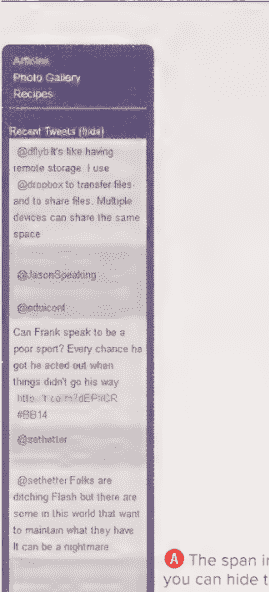 Articles
Photo Gallery
Recipes
Recent Tweets (hide)
@dflyb It's like having
remote storage. I use
@dropbox to transfer files
and to share files. Multiple
devices can share the same
space
@JasonSpeaking
@eduicont
Can Frank speak to be a
poor sport? Every chance he
got he acted out when
things didn't go his way
#BB14
@sethetter
@sethetter Folks are
ditching Flash but there are
some in this world that want
to maintain what they have
It can be a nightmare
A The span in
you can hide t